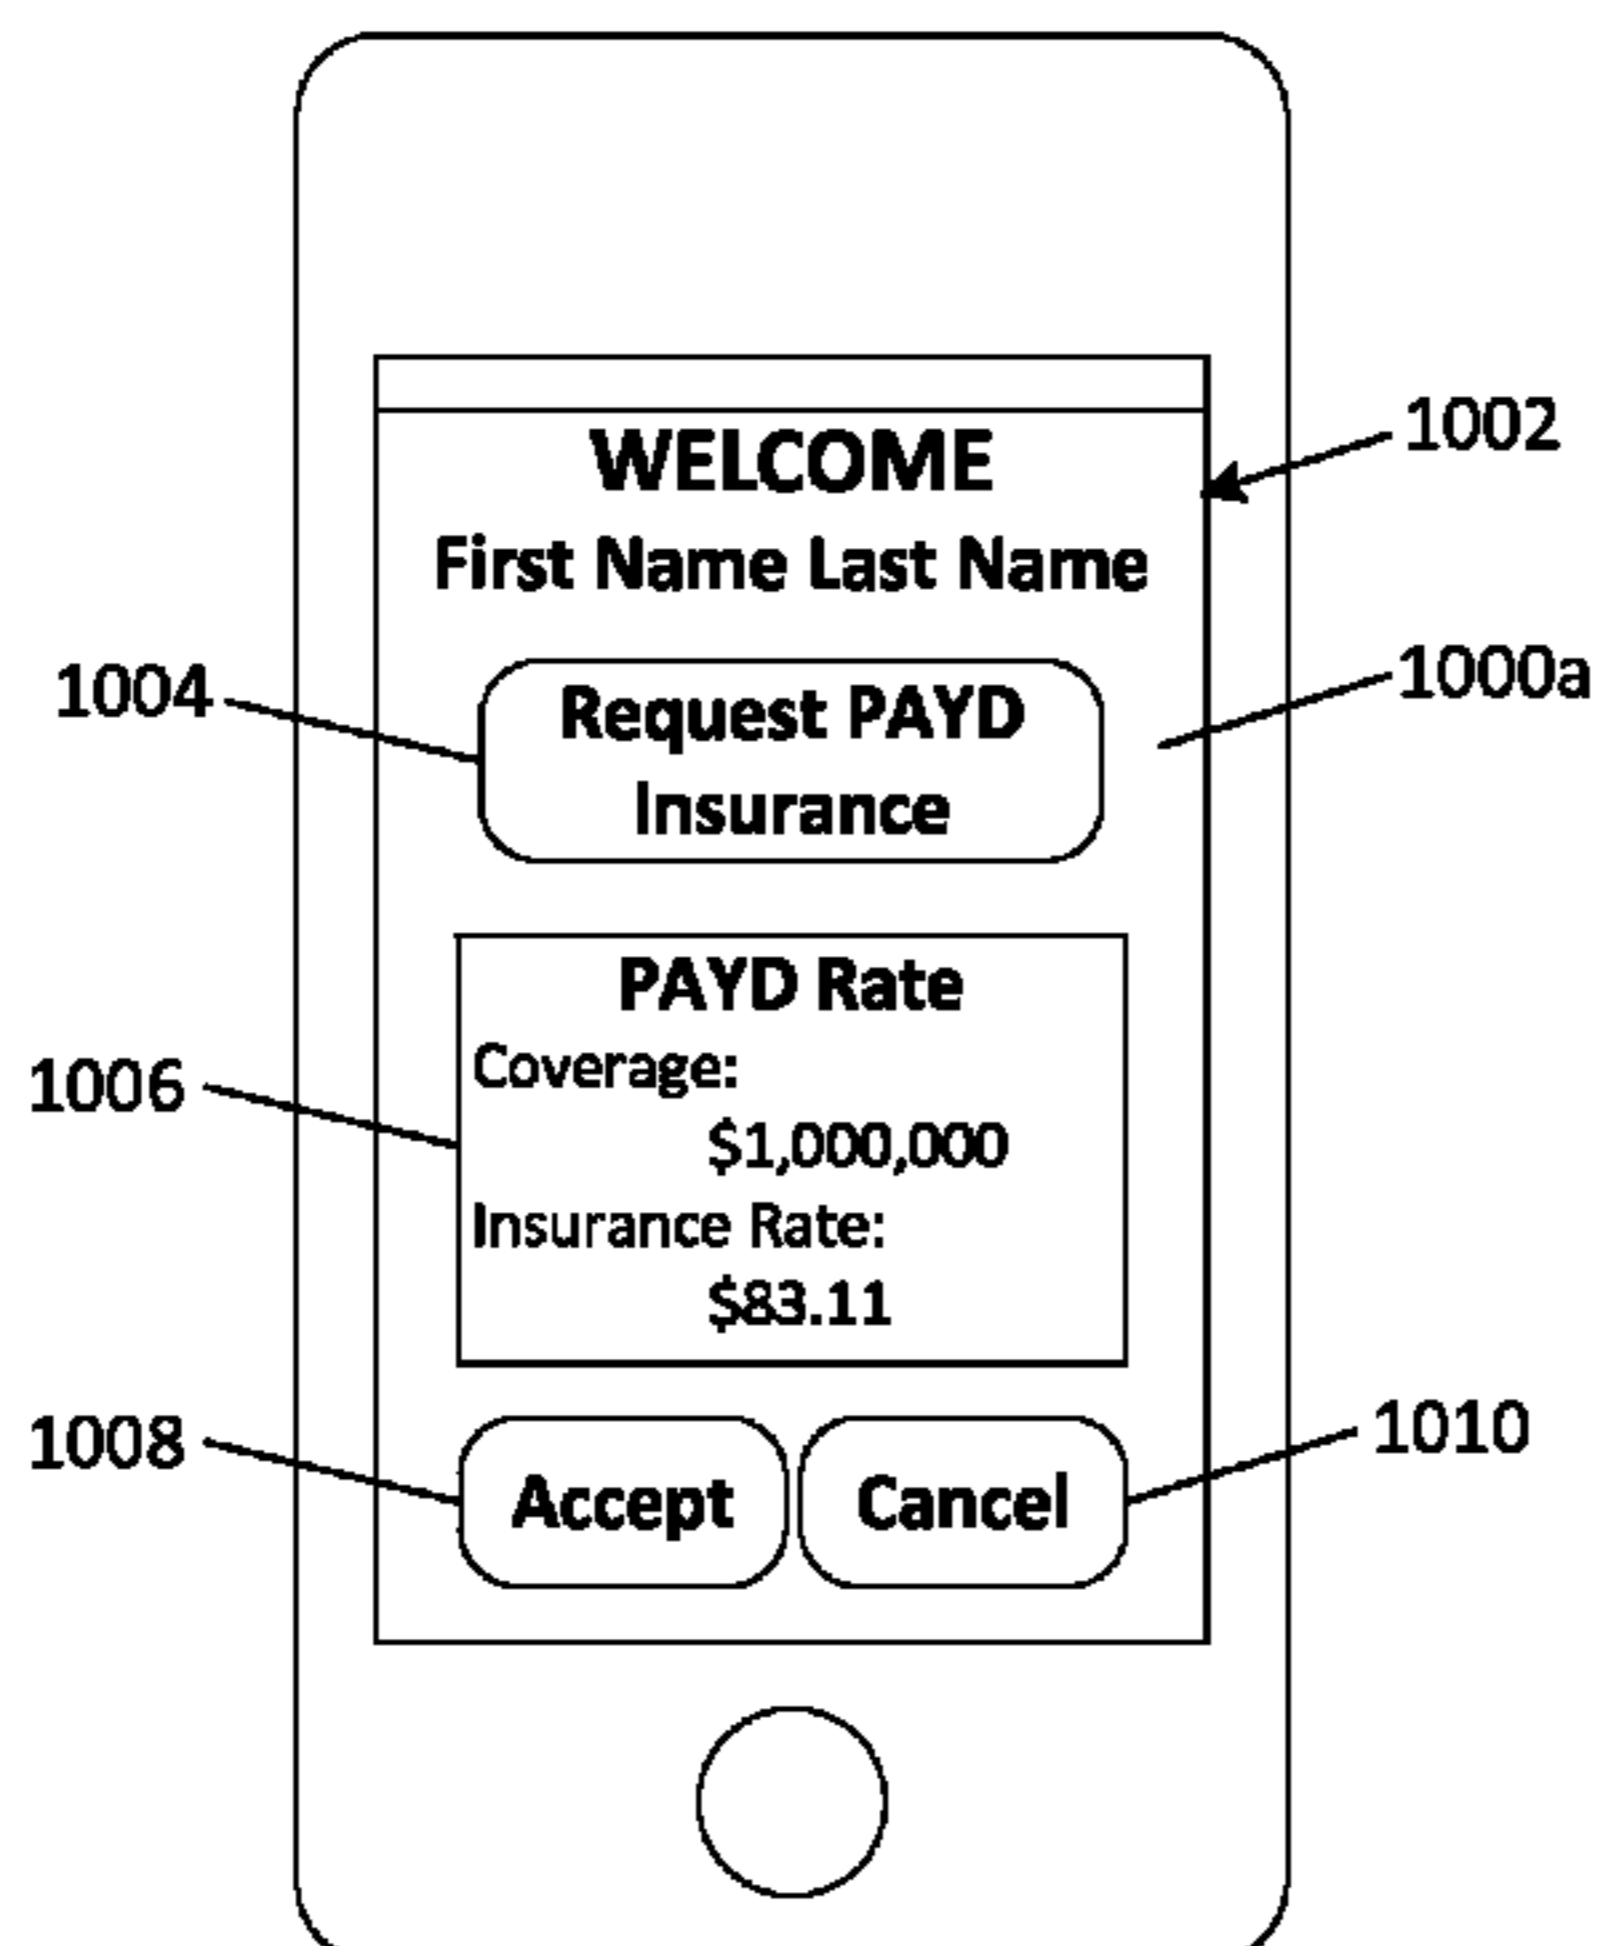 WELCOME
1002
First Name Last Name
1004
Request PAYD
1000a
Insurance
PAYD Rate
Coverage:
1006
$1,000,000
Insurance Rate:
$83.11
1008
Accept
Cancel
1010